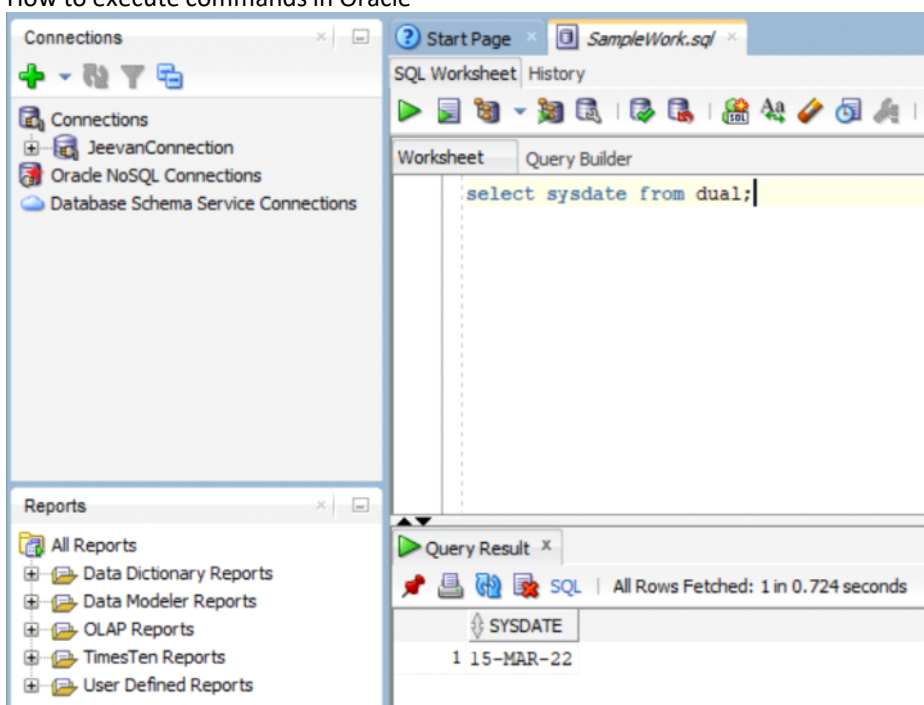 How to execute commands in Oracle
Connections
Connections
JeevanConnection
Oracle NoSQL Connections
Database Schema Service Connections
Reports
All Reports
Data Dictionary Reports
Data Modeler Reports
OLAP Reports
TimesTen Reports
User Defined Reports
Start Page
SampleWork.sql
SQL Worksheet History
Worksheet Query Builder
select sysdate from dual;
Query Result
SQL | All Rows Fetched: 1 in 0.724 seconds
SYSDATE
1 15-MAR-22